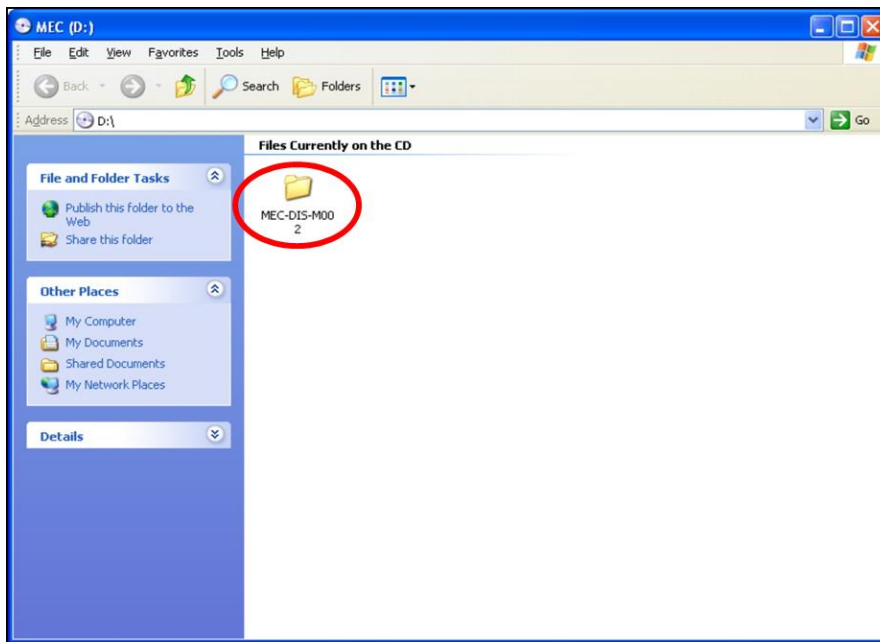 MEC (D:)
File Edit View Favorites Tools Help
Back Search Folders
Address D:\ Go
Files Currently on the CD
File and Folder Tasks
Publish this folder to the
Web
Share this folder
MEC-DIS-M00
2
Other Places
My Computer
My Documents
Shared Documents
My Network Places
Details